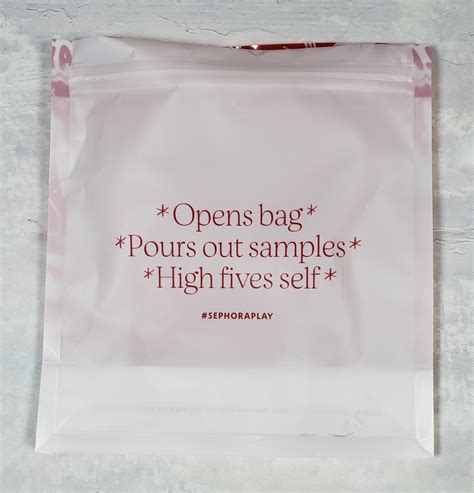 *Opens bag*
*Pours out samples*
*High fives self*
#SEPHORAPLAY